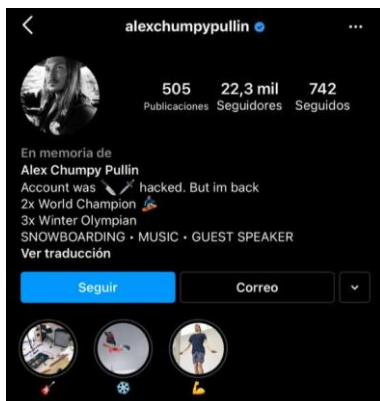 alexchumpypullin
505 22,3 mil 742
Publicaciones Seguidores Seguidos
En memoria de
Alex Chumpy Pullin
Account was 🔪🗡️ hacked. But im back
2x World Champion 🏂
3x Winter Olympian
SNOWBOARDING • MUSIC • GUEST SPEAKER
Ver traducción
Seguir Correo